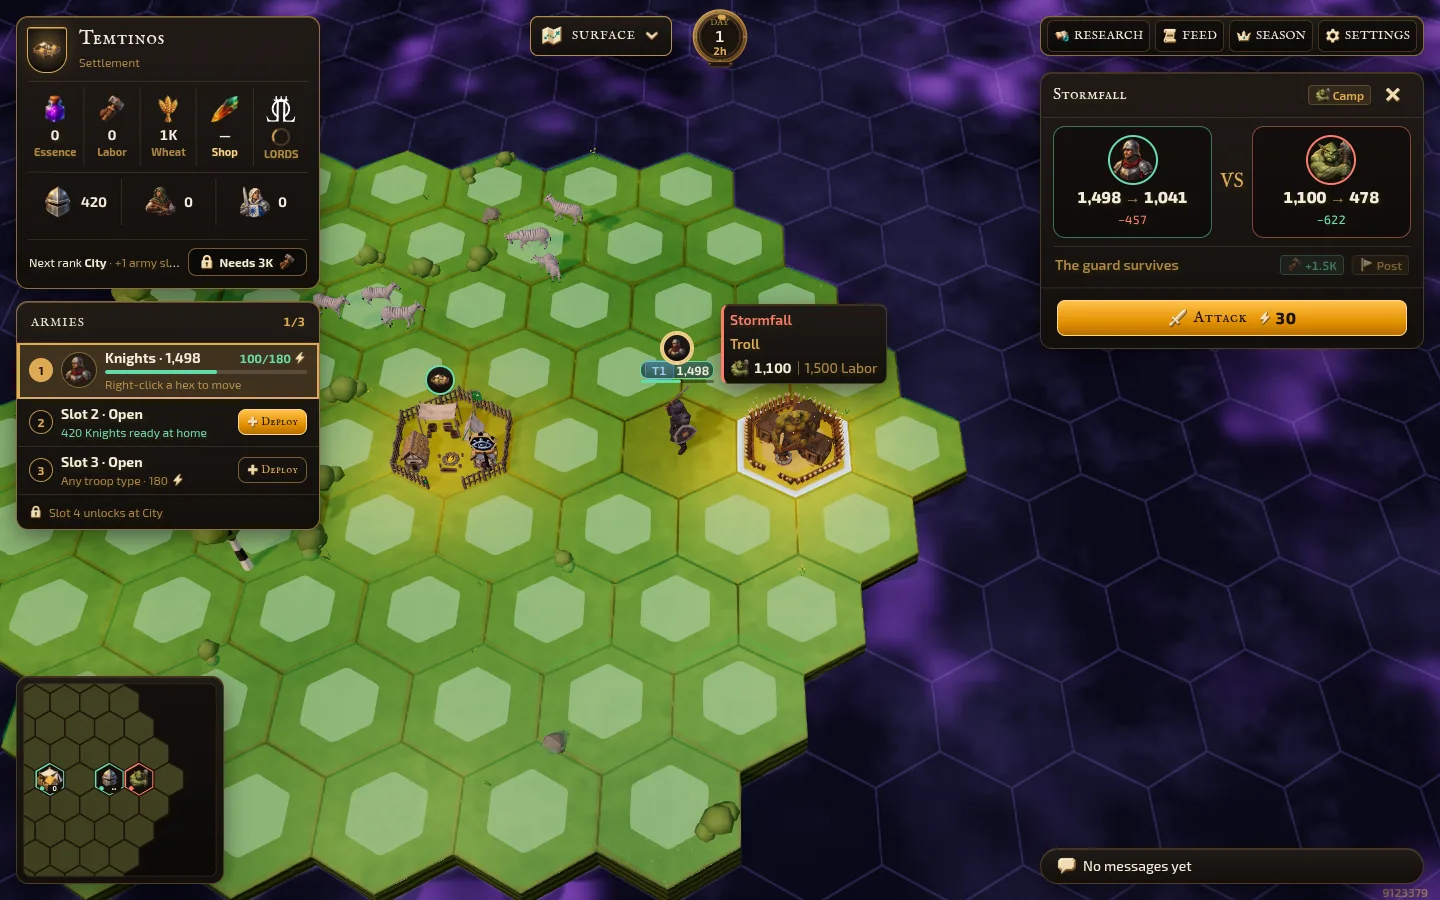 Temtinos
Settlement
0 0 1K — 
Essence Labor Wheat Shop LORDS
420 0 0
Next rank City · +1 army sl... Needs 3K
SURFACE
DAY
1
2h
RESEARCH FEED SEASON SETTINGS
Stormfall Camp
1,498 → 1,041 VS 1,100 → 478
-457 -622
The guard survives +1.5K Post
Attack 30
ARMIES 1/3
1 Knights · 1,498 100/180
Right-click a hex to move
2 Slot 2 · Open
420 Knights ready at home
+ Deploy
3 Slot 3 · Open
Any troop type · 180
+ Deploy
Slot 4 unlocks at City
Stormfall
Troll
1,100 | 1,500 Labor
T1 1,498
0
No messages yet
9123379